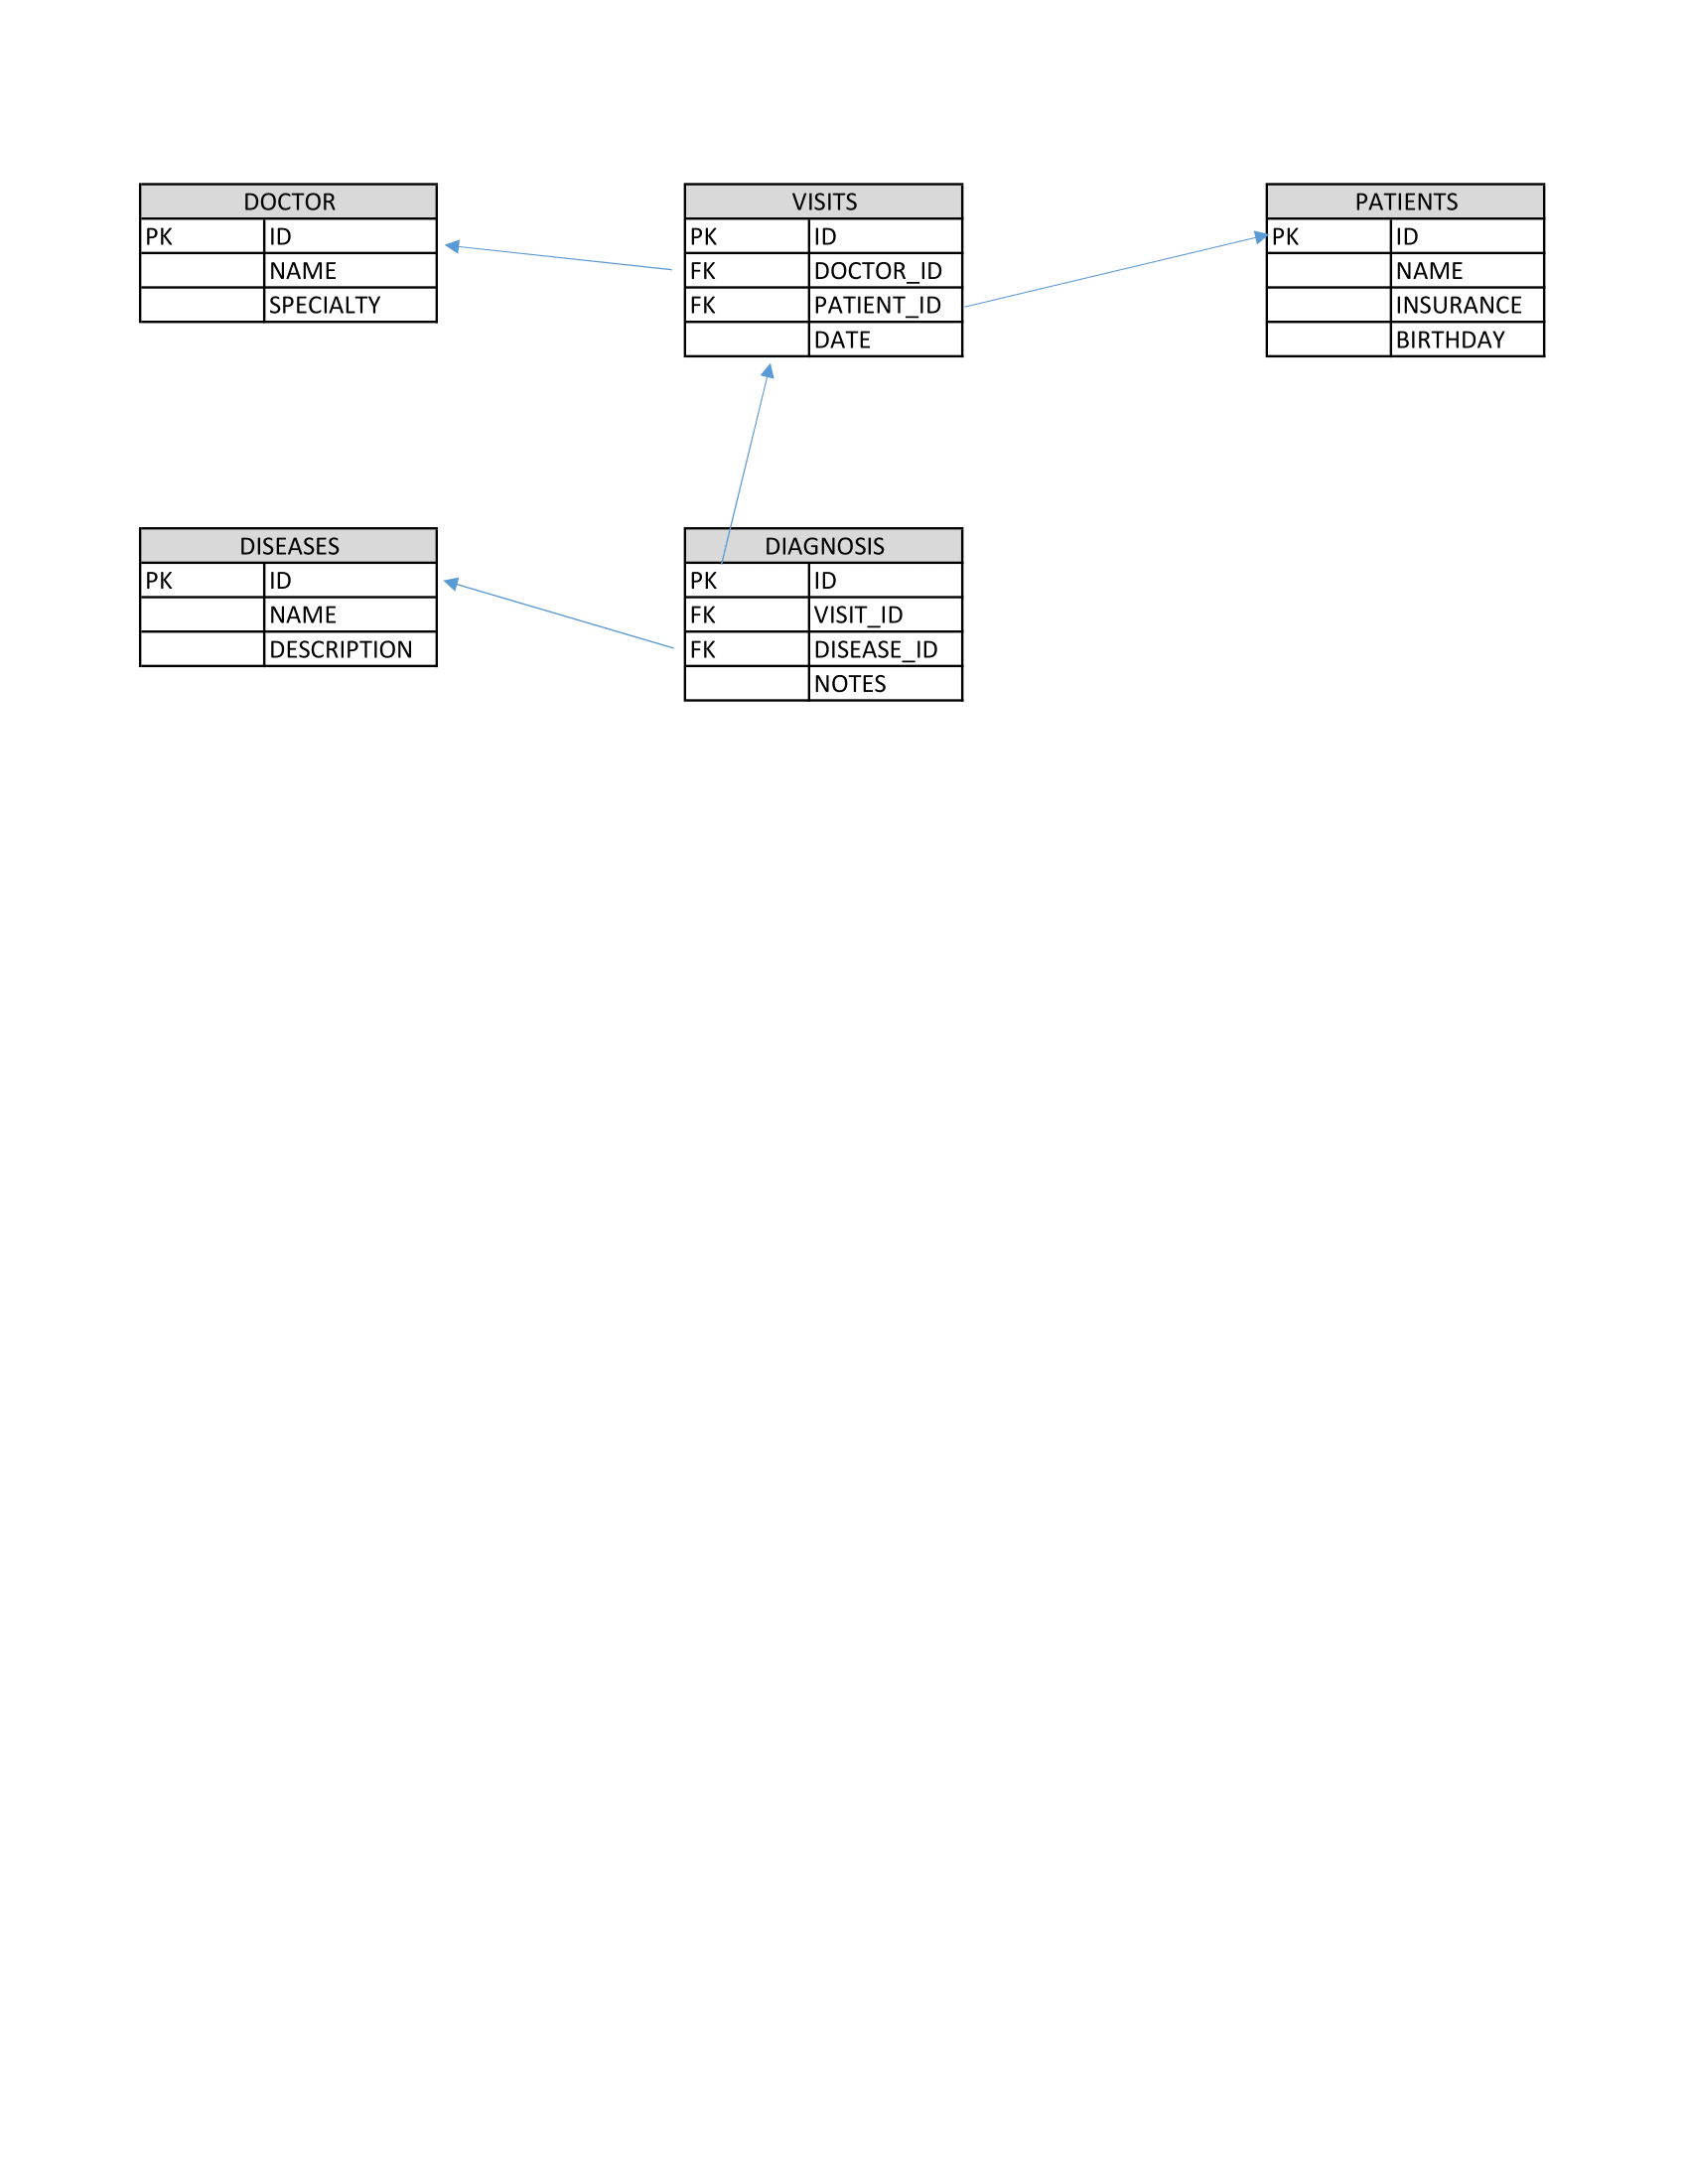 DOCTOR
PK ID
NAME
SPECIALTY
VISITS
PK ID
FK DOCTOR_ID
FK PATIENT_ID
DATE
PATIENTS
PK ID
NAME
INSURANCE
BIRTHDAY
DISEASES
PK ID
NAME
DESCRIPTION
DIAGNOSIS
PK ID
FK VISIT_ID
FK DISEASE_ID
NOTES